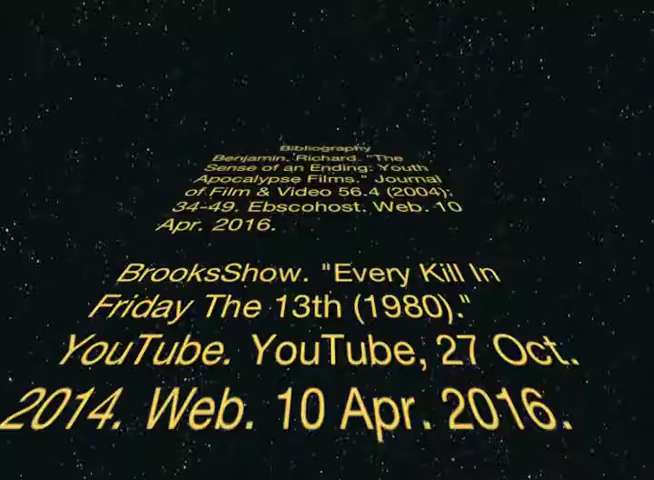 Bibliography
Benjamin, Richard. "The
Sense of an Ending: Youth
Apocalypse Films." Journal
of Film & Video 56.4 (2004):
34-49. Ebscohost. Web. 10
Apr. 2016.
BrooksShow. "Every Kill In
Friday The 13th (1980)."
YouTube. YouTube, 27 Oct.
2014. Web. 10 Apr. 2016.